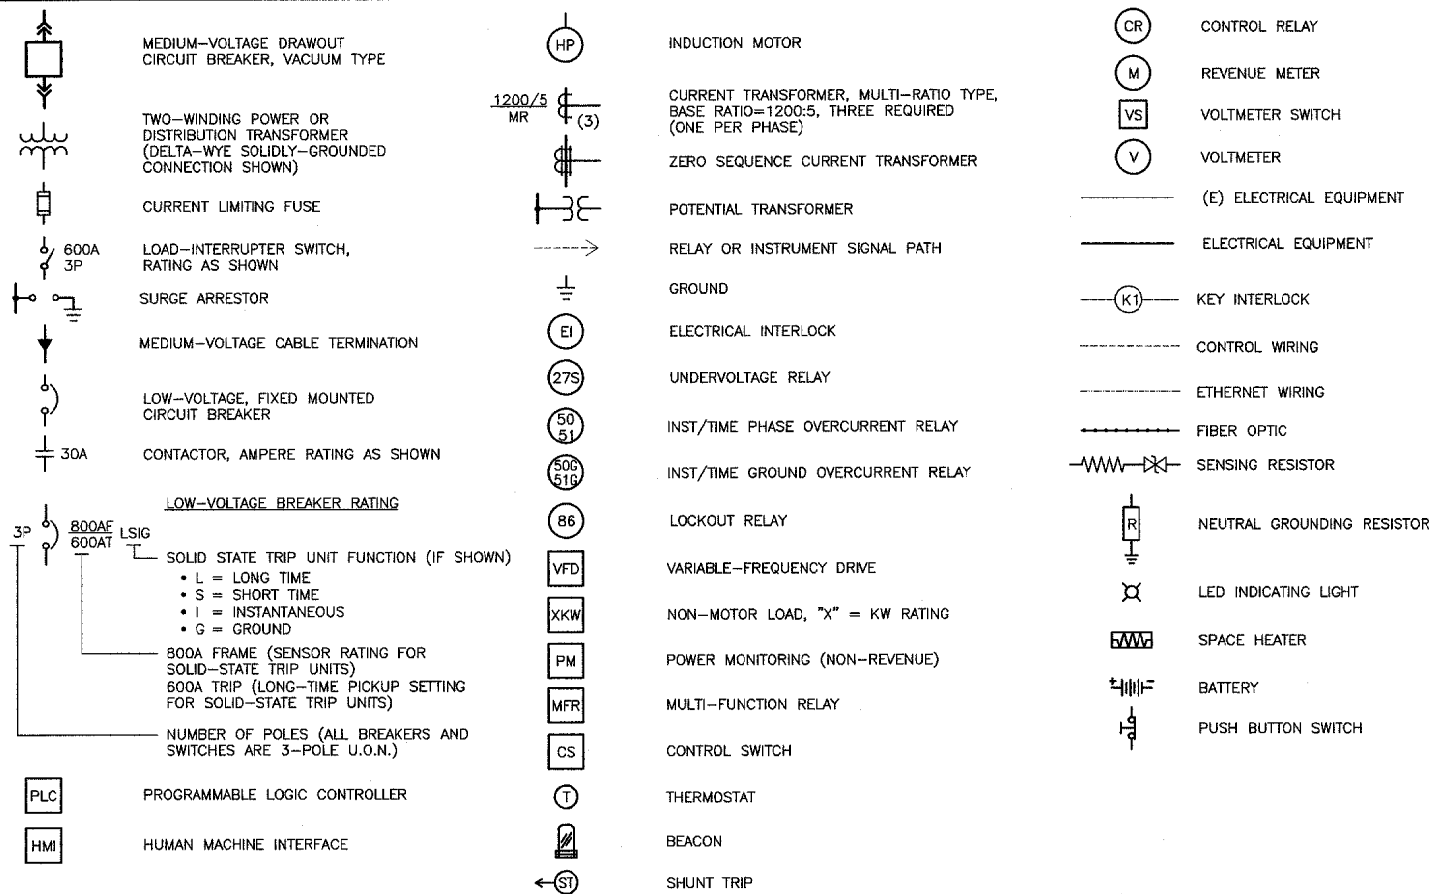 MEDIUM-VOLTAGE DRAWOUT
CIRCUIT BREAKER, VACUUM TYPE
TWO-WINDING POWER OR
DISTRIBUTION TRANSFORMER
(DELTA-WYE SOLIDLY-GROUNDED
CONNECTION SHOWN)
CURRENT LIMITING FUSE
600A
3P
LOAD-INTERRUPTER SWITCH,
RATING AS SHOWN
SURGE ARRESTOR
MEDIUM-VOLTAGE CABLE TERMINATION
LOW-VOLTAGE, FIXED MOUNTED
CIRCUIT BREAKER
30A
CONTACTOR, AMPERE RATING AS SHOWN
LOW-VOLTAGE BREAKER RATING
3P
800AF
600AT
LSIG
SOLID STATE TRIP UNIT FUNCTION (IF SHOWN)
• L = LONG TIME
• S = SHORT TIME
• I = INSTANTANEOUS
• G = GROUND
800A FRAME (SENSOR RATING FOR
SOLID-STATE TRIP UNITS)
600A TRIP (LONG-TIME PICKUP SETTING
FOR SOLID-STATE TRIP UNITS)
NUMBER OF POLES (ALL BREAKERS AND
SWITCHES ARE 3-POLE U.O.N.)
PLC
PROGRAMMABLE LOGIC CONTROLLER
HMI
HUMAN MACHINE INTERFACE
HP
INDUCTION MOTOR
1200/5
MR
(3)
CURRENT TRANSFORMER, MULTI-RATIO TYPE,
BASE RATIO=1200:5, THREE REQUIRED
(ONE PER PHASE)
ZERO SEQUENCE CURRENT TRANSFORMER
POTENTIAL TRANSFORMER
RELAY OR INSTRUMENT SIGNAL PATH
GROUND
EI
ELECTRICAL INTERLOCK
27S
UNDERVOLTAGE RELAY
50
51
INST/TIME PHASE OVERCURRENT RELAY
50G
51G
INST/TIME GROUND OVERCURRENT RELAY
86
LOCKOUT RELAY
VFD
VARIABLE-FREQUENCY DRIVE
XKW
NON-MOTOR LOAD, "X" = KW RATING
PM
POWER MONITORING (NON-REVENUE)
MFR
MULTI-FUNCTION RELAY
CS
CONTROL SWITCH
T
THERMOSTAT
BEACON
ST
SHUNT TRIP
CR
CONTROL RELAY
M
REVENUE METER
VS
VOLTMETER SWITCH
V
VOLTMETER
(E) ELECTRICAL EQUIPMENT
ELECTRICAL EQUIPMENT
K1
KEY INTERLOCK
CONTROL WIRING
ETHERNET WIRING
FIBER OPTIC
SENSING RESISTOR
R
NEUTRAL GROUNDING RESISTOR
LED INDICATING LIGHT
SPACE HEATER
BATTERY
PUSH BUTTON SWITCH